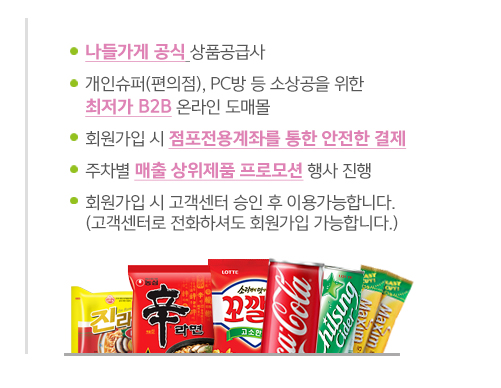 나들가게 공식 상품공급사
개인슈퍼(편의점), PC방 등 소상공을 위한
최저가 B2B 온라인 도매몰
회원가입 시 점포전용계좌를 통한 안전한 결제
주차별 매출 상위제품 프로모션 행사 진행
회원가입 시 고객센터 승인 후 이용가능합니다.
(고객센터로 전화하셔도 회원가입 가능합니다.)
농심
辛
라면
LOTTE
고소한
Coca-Cola
Chilsung
Cider
Maxim
Maxim